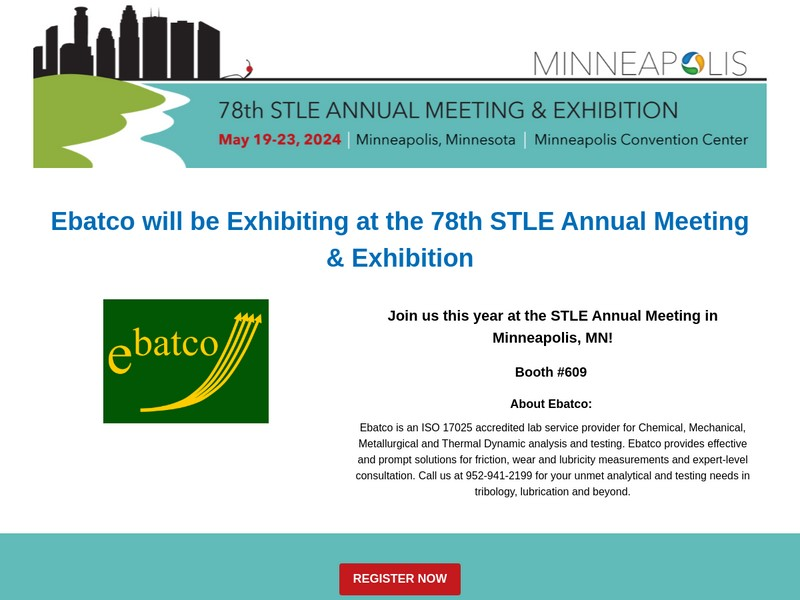 MINNEAPOLIS
78th STLE ANNUAL MEETING & EXHIBITION
May 19-23, 2024 | Minneapolis, Minnesota | Minneapolis Convention Center
Ebatco will be Exhibiting at the 78th STLE Annual Meeting
& Exhibition
ebatco
Join us this year at the STLE Annual Meeting in
Minneapolis, MN!
Booth #609
About Ebatco:
Ebatco is an ISO 17025 accredited lab service provider for Chemical, Mechanical,
Metallurgical and Thermal Dynamic analysis and testing. Ebatco provides effective
and prompt solutions for friction, wear and lubricity measurements and expert-level
consultation. Call us at 952-941-2199 for your unmet analytical and testing needs in
tribology, lubrication and beyond.
REGISTER NOW